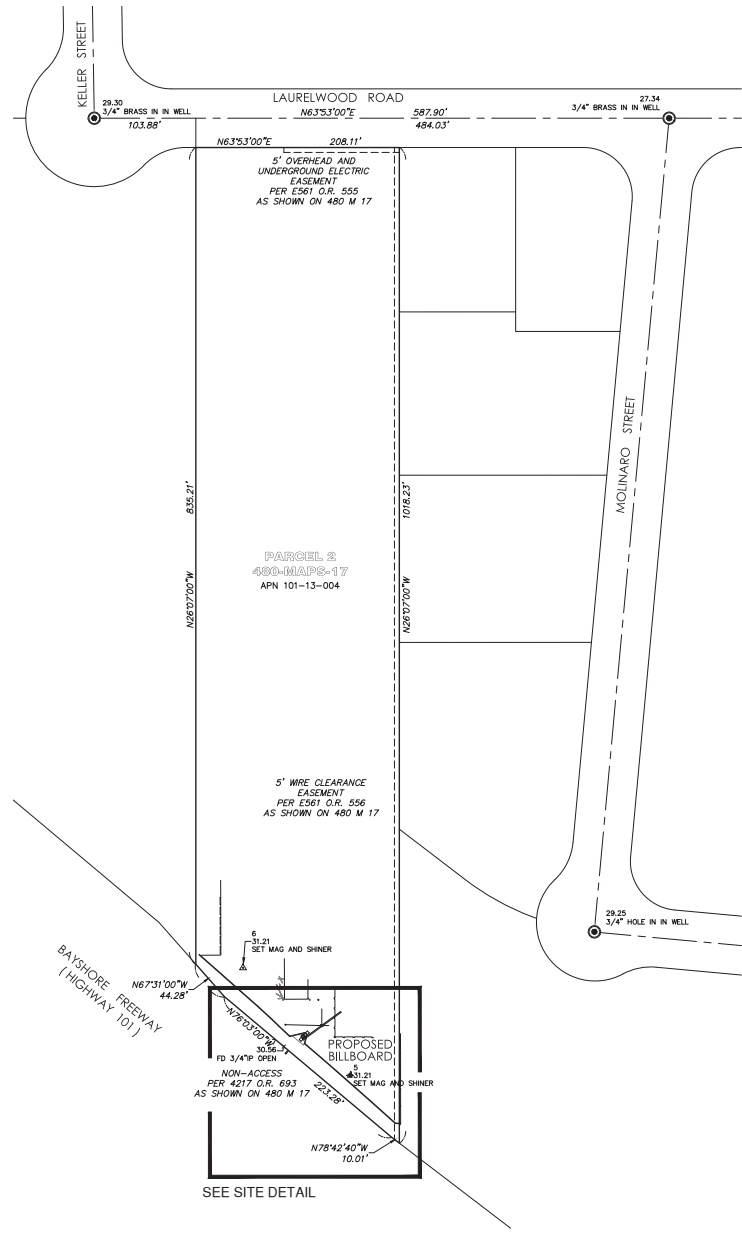 KELLER STREET
29.30
3/4" BRASS IN IN WELL
103.88'
LAURELWOOD ROAD
N63°53'00"E 587.90'
484.03'
27.34
3/4" BRASS IN IN WELL
N63°53'00"E 208.11'
5' OVERHEAD AND
UNDERGROUND ELECTRIC
EASEMENT
PER E561 O.R. 555
AS SHOWN ON 480 M 17
835.21'
N26°07'00"W
1018.23'
N26°07'00"W
MOLINARO STREET
PARCEL 2
480-MAPS-17
APN 101-13-004
5' WIRE CLEARANCE
EASEMENT
PER E561 O.R. 556
AS SHOWN ON 480 M 17
29.25
3/4" HOLE IN IN WELL
6
31.21
SET MAG AND SHINER
BAYSHORE FREEWAY
(HIGHWAY 101)
N67°31'00"W
44.28'
N76°03'00"W
223.28'
30.56
FD 3/4"IP OPEN
PROPOSED
BILLBOARD
5
31.21
SET MAG AND SHINER
NON-ACCESS
PER 4217 O.R. 693
AS SHOWN ON 480 M 17
N78°42'40"W
10.01'
SEE SITE DETAIL